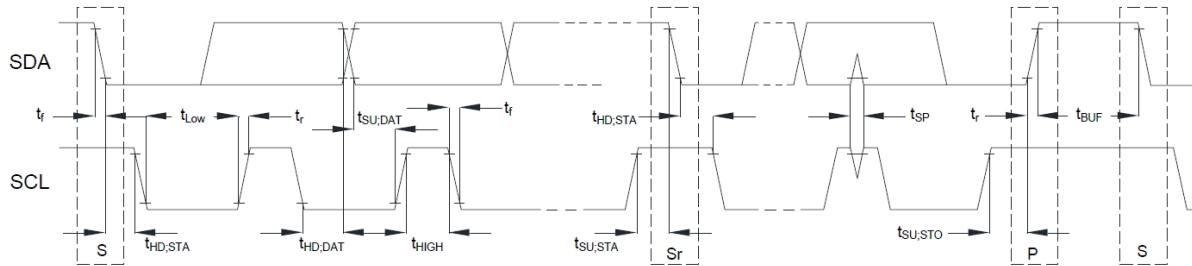 SDA
t_f t_Low t_r t_SU;DAT t_f t_HD;STA t_SP t_r t_BUF
SCL
t_HD;STA t_HD;DAT t_HIGH t_SU;STA t_SU;STO
S Sr P S